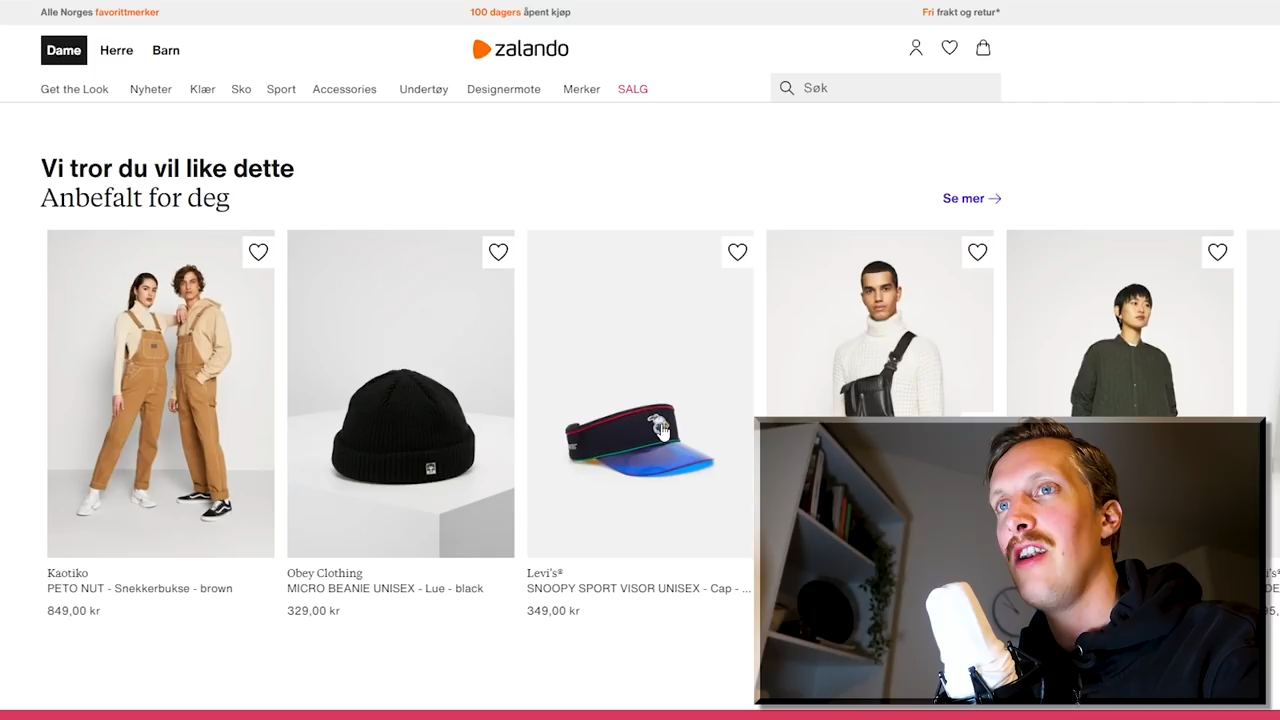 Alle Norges favorittmerker
100 dagers åpent kjøp
Fri frakt og retur*
Dame Herre Barn
zalando
Get the Look Nyheter Klær Sko Sport Accessories Undertøy Designermote Merker SALG
Søk
Vi tror du vil like dette
Anbefalt for deg
Se mer
Kaotiko
PETO NUT - Snekkerbukse - brown
849,00 kr
Obey Clothing
MICRO BEANIE UNISEX - Lue - black
329,00 kr
Levi's®
SNOOPY SPORT VISOR UNISEX - Cap - ...
349,00 kr